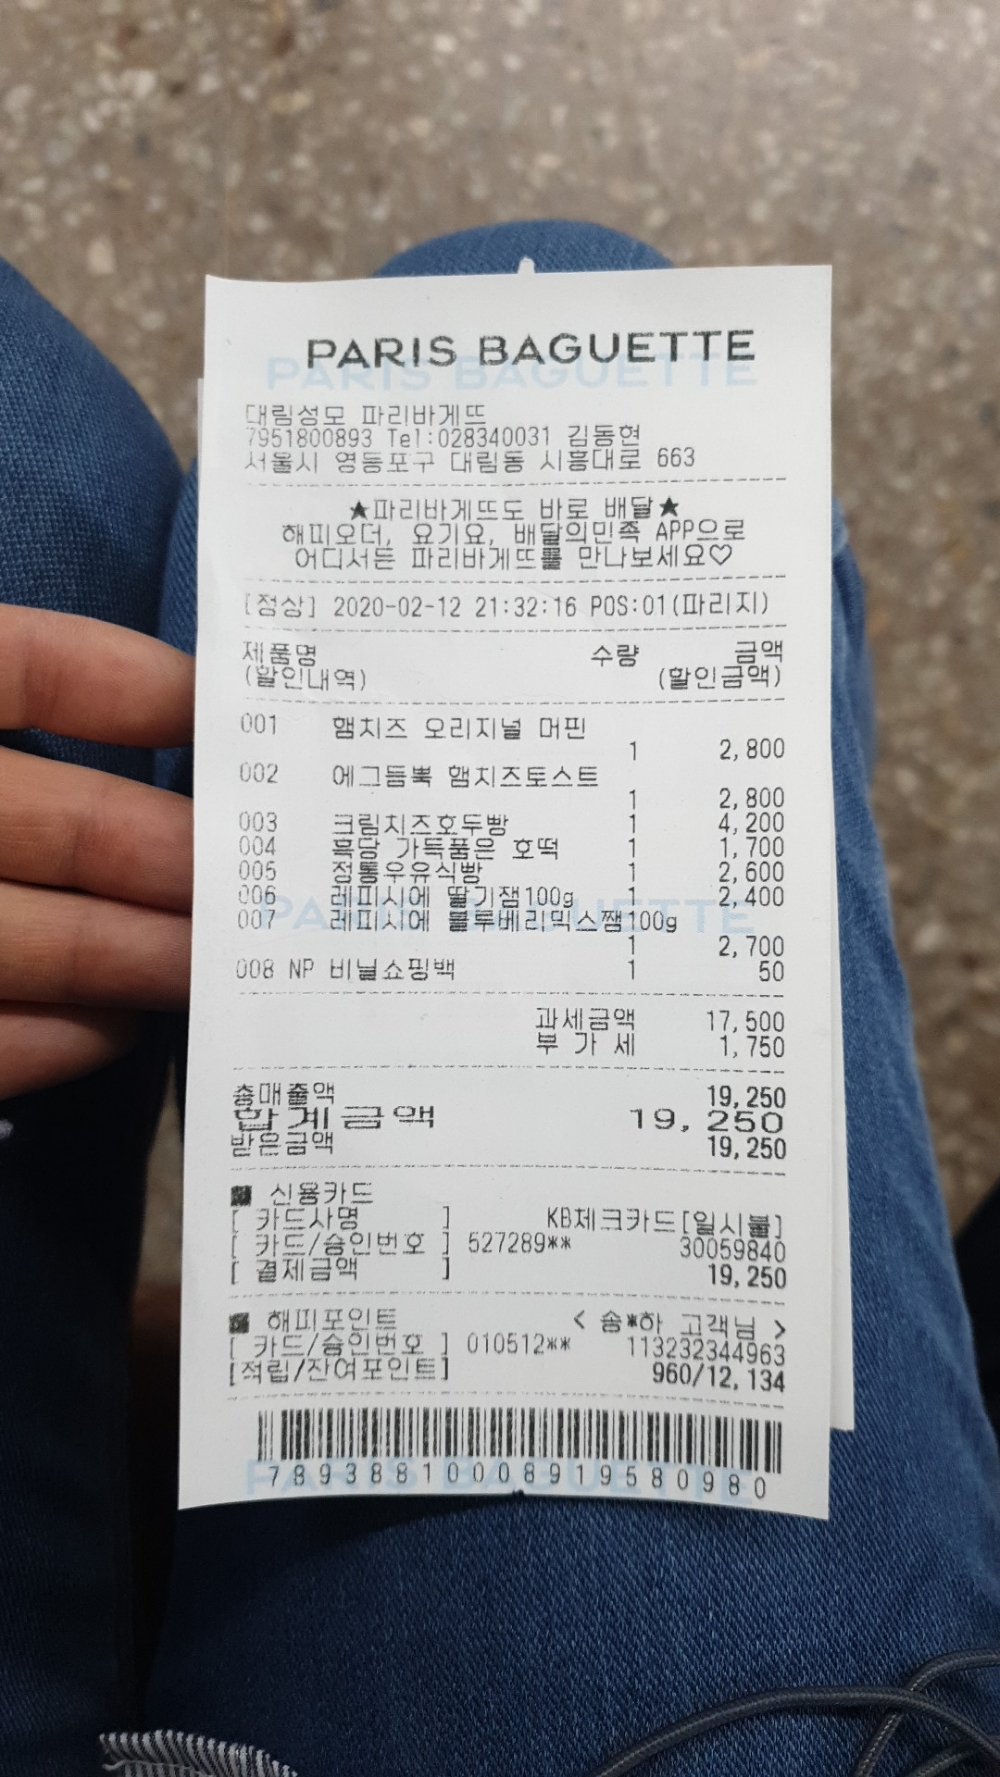 PARIS BAGUETTE
대림성모 파리바게뜨
7951800893 Tel:028340031 김동현
서울시 영등포구 대림동 시흥대로 663
★파리바게뜨도 바로 배달★
해피오더, 요기요, 배달의민족 APP으로
어디서든 파리바게뜨를 만나보세요♡
[정상] 2020-02-12 21:32:16 POS:01(파리지)
제품명 수량 금액
(할인내역) (할인금액)
001 햄치즈 오리지널 머핀
1 2,800
002 에그듬뿍 햄치즈토스트
1 2,800
003 크림치즈호두빵 1 4,200
004 흑당 가득품은 호떡 1 1,700
005 정통우유식빵 1 2,600
006 레피시에 딸기잼100g 1 2,400
007 레피시에 블루베리믹스쨈100g
1 2,700
008 NP 비닐쇼핑백 1 50
과세금액 17,500
부 가 세 1,750
총매출액 19,250
합계금액 19,250
받은금액 19,250
■ 신용카드
[ 카드사명 ] KB체크카드[일시불]
[ 카드/승인번호 ] 527289** 30059840
[ 결제금액 ] 19,250
■ 해피포인트 < 송*하 고객님 >
[ 카드/승인번호 ] 010512** 113232344963
[적립/잔여포인트] 960/12,134
78938810008919580980